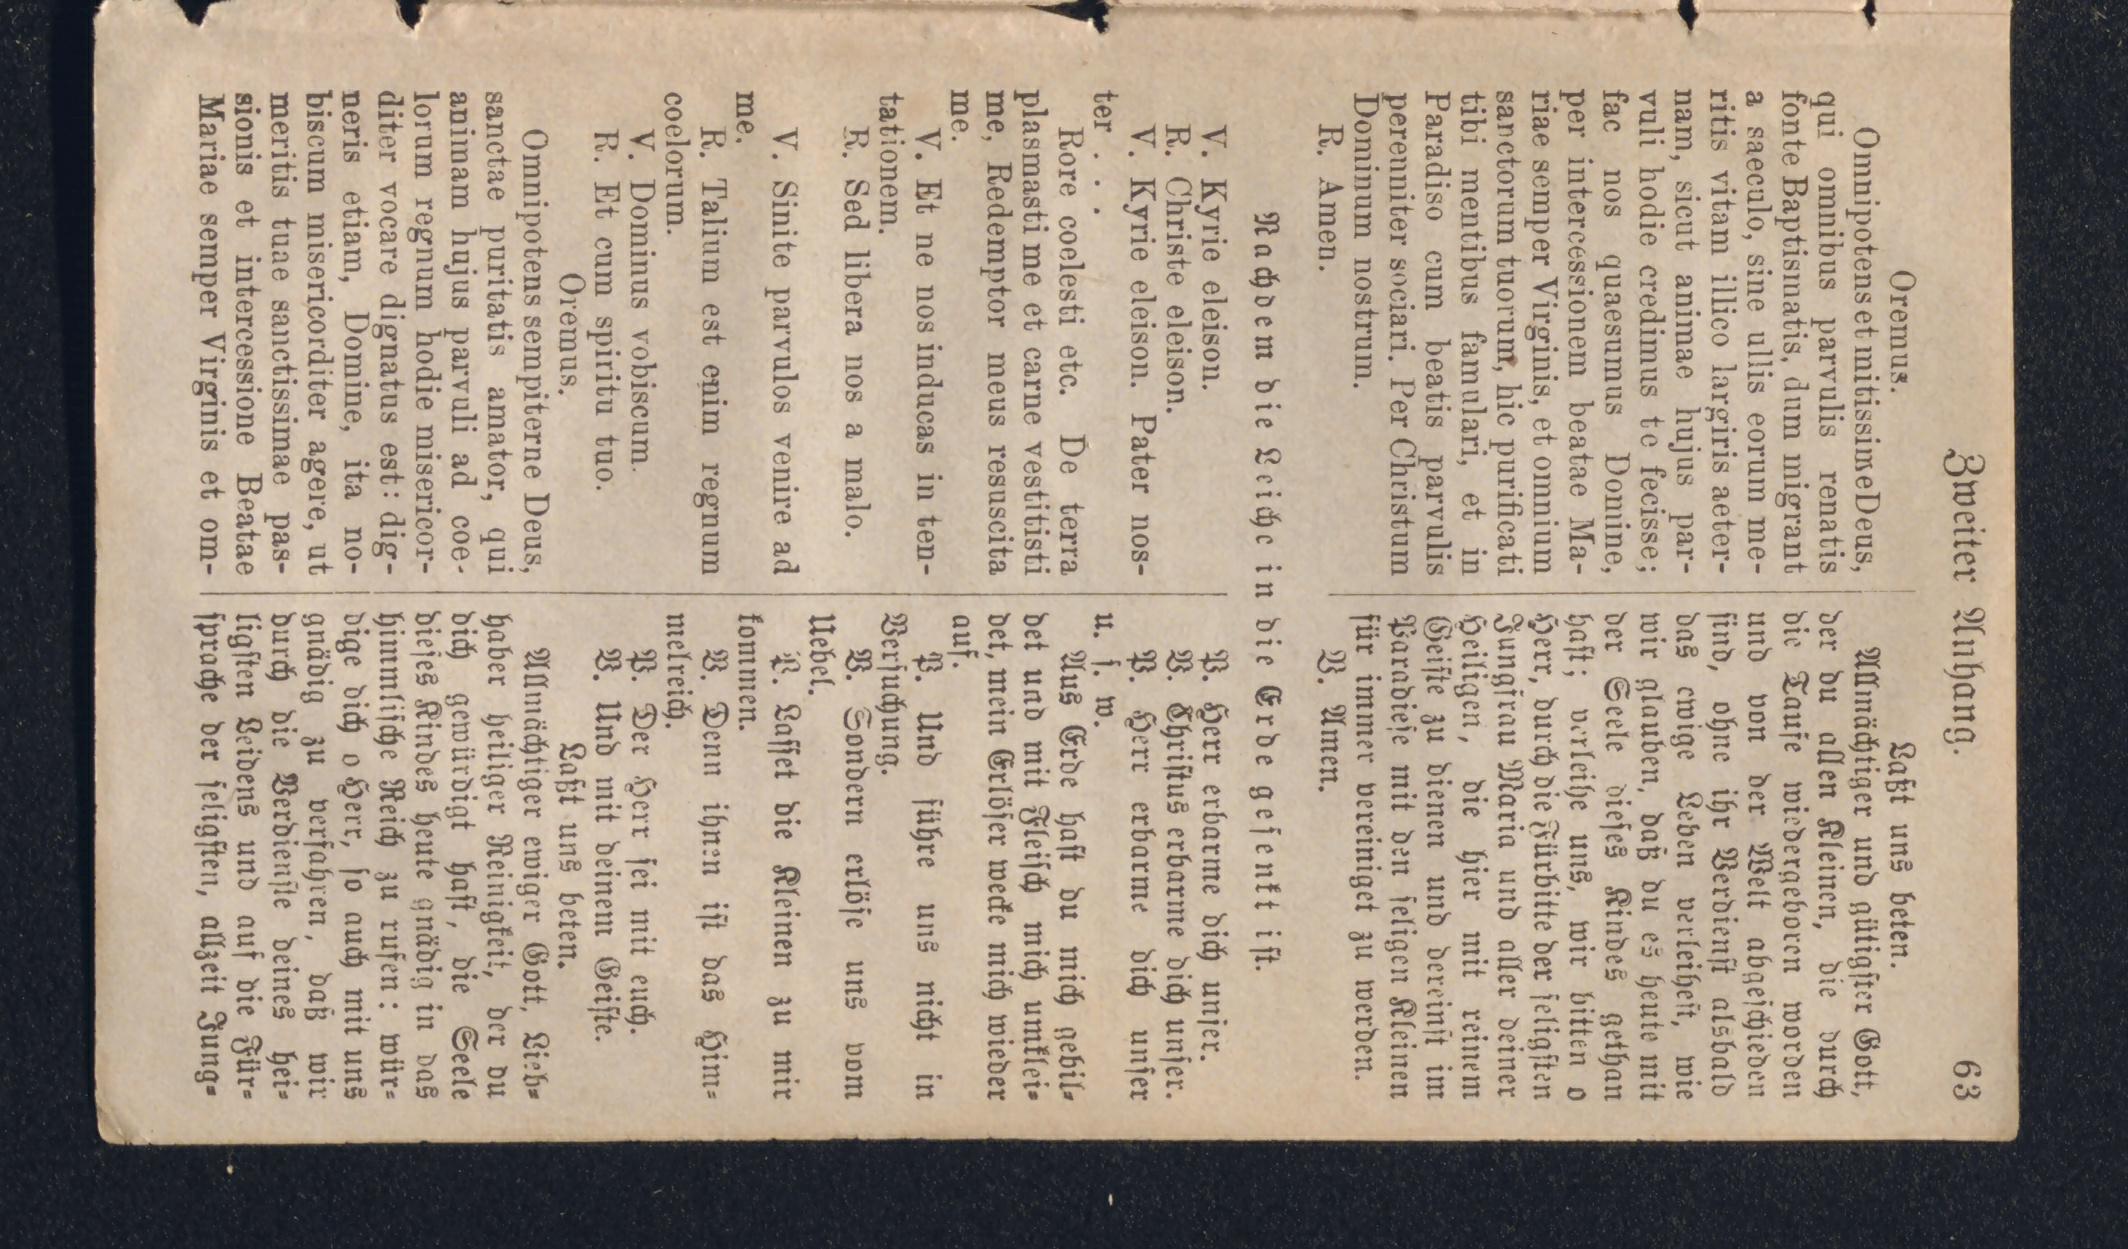 Zweiter Anhang. 63
Oremus.
Omnipotens et mitissime Deus,
qui omnibus parvulis renatis
fonte Baptismatis, dum migrant
a saeculo, sine ullis eorum me-
ritis vitam illico largiris aeter-
nam, sicut animae hujus par-
vuli hodie credimus te fecisse;
fac nos quaesumus Domine,
per intercessionem beatae Ma-
riae semper Virginis, et omnium
sanctorum tuorum, hic purificati
tibi mentibus famulari, et in
Paradiso cum beatis parvulis
perenniter sociari. Per Christum
Dominum nostrum.
R. Amen.
Laßt uns beten.
Allmächtiger und gütigster Gott,
der du allen Kleinen, die durch
die Taufe wiedergeboren worden
und von der Welt abgeschieden
sind, ohne ihr Verdienst alsbald
das ewige Leben verleihest, wie
wir glauben, daß du es heute mit
der Seele dieses Kindes gethan
hast; verleihe uns, wir bitten o
Herr, durch die Fürbitte der seligsten
Jungfrau Maria und aller deiner
Heiligen, die hier mit reinem
Geiste zu dienen und dereinst im
Paradiese mit den seligen Kleinen
für immer vereiniget zu werden.
V. Amen.
Nachdem die Leiche in die Erde gesenkt ist.
V. Kyrie eleison.
R. Christe eleison.
V. Kyrie eleison. Pater nos-
ter . . .
Rore coelesti etc. De terra
plasmasti me et carne vestitisti
me, Redemptor meus resuscita
me.
V. Et ne nos inducas in ten-
tationem.
R. Sed libera nos a malo.
V. Sinite parvulos venire ad
me.
R. Talium est enim regnum
coelorum.
V. Dominus vobiscum.
R. Et cum spiritu tuo.
Oremus.
Omnipotens sempiterne Deus,
sanctae puritatis amator, qui
animam hujus parvuli ad coe-
lorum regnum hodie misericor-
diter vocare dignatus est: dig-
neris etiam, Domine, ita no-
biscum misericorditer agere, ut
meritis tuae sanctissimae pas-
sionis et intercessione Beatae
Mariae semper Virginis et om-
P. Herr erbarme dich unser.
V. Christus erbarme dich unser.
P. Herr erbarme dich unser
u. s. w.
Aus Erde hast du mich gebil-
det und mit Fleisch mich umklei-
det, mein Erlöser wecke mich wieder
auf.
P. Und führe uns nicht in
Versuchung.
V. Sondern erlöse uns vom
Uebel.
P. Lasset die Kleinen zu mir
kommen.
V. Denn ihnen ist das Him-
melreich.
P. Der Herr sei mit euch.
V. Und mit deinem Geiste.
Laßt uns beten.
Allmächtiger ewiger Gott, Lieb-
haber heiliger Reinigkeit, der du
dich gewürdigt hast, die Seele
dieses Kindes heute gnädig in das
himmlische Reich zu rufen: wür-
dige dich o Herr, so auch mit uns
gnädig zu verfahren, daß wir
durch die Verdienste deines hei-
ligsten Leidens und auf die Für-
sprache der seligsten, allzeit Jung-